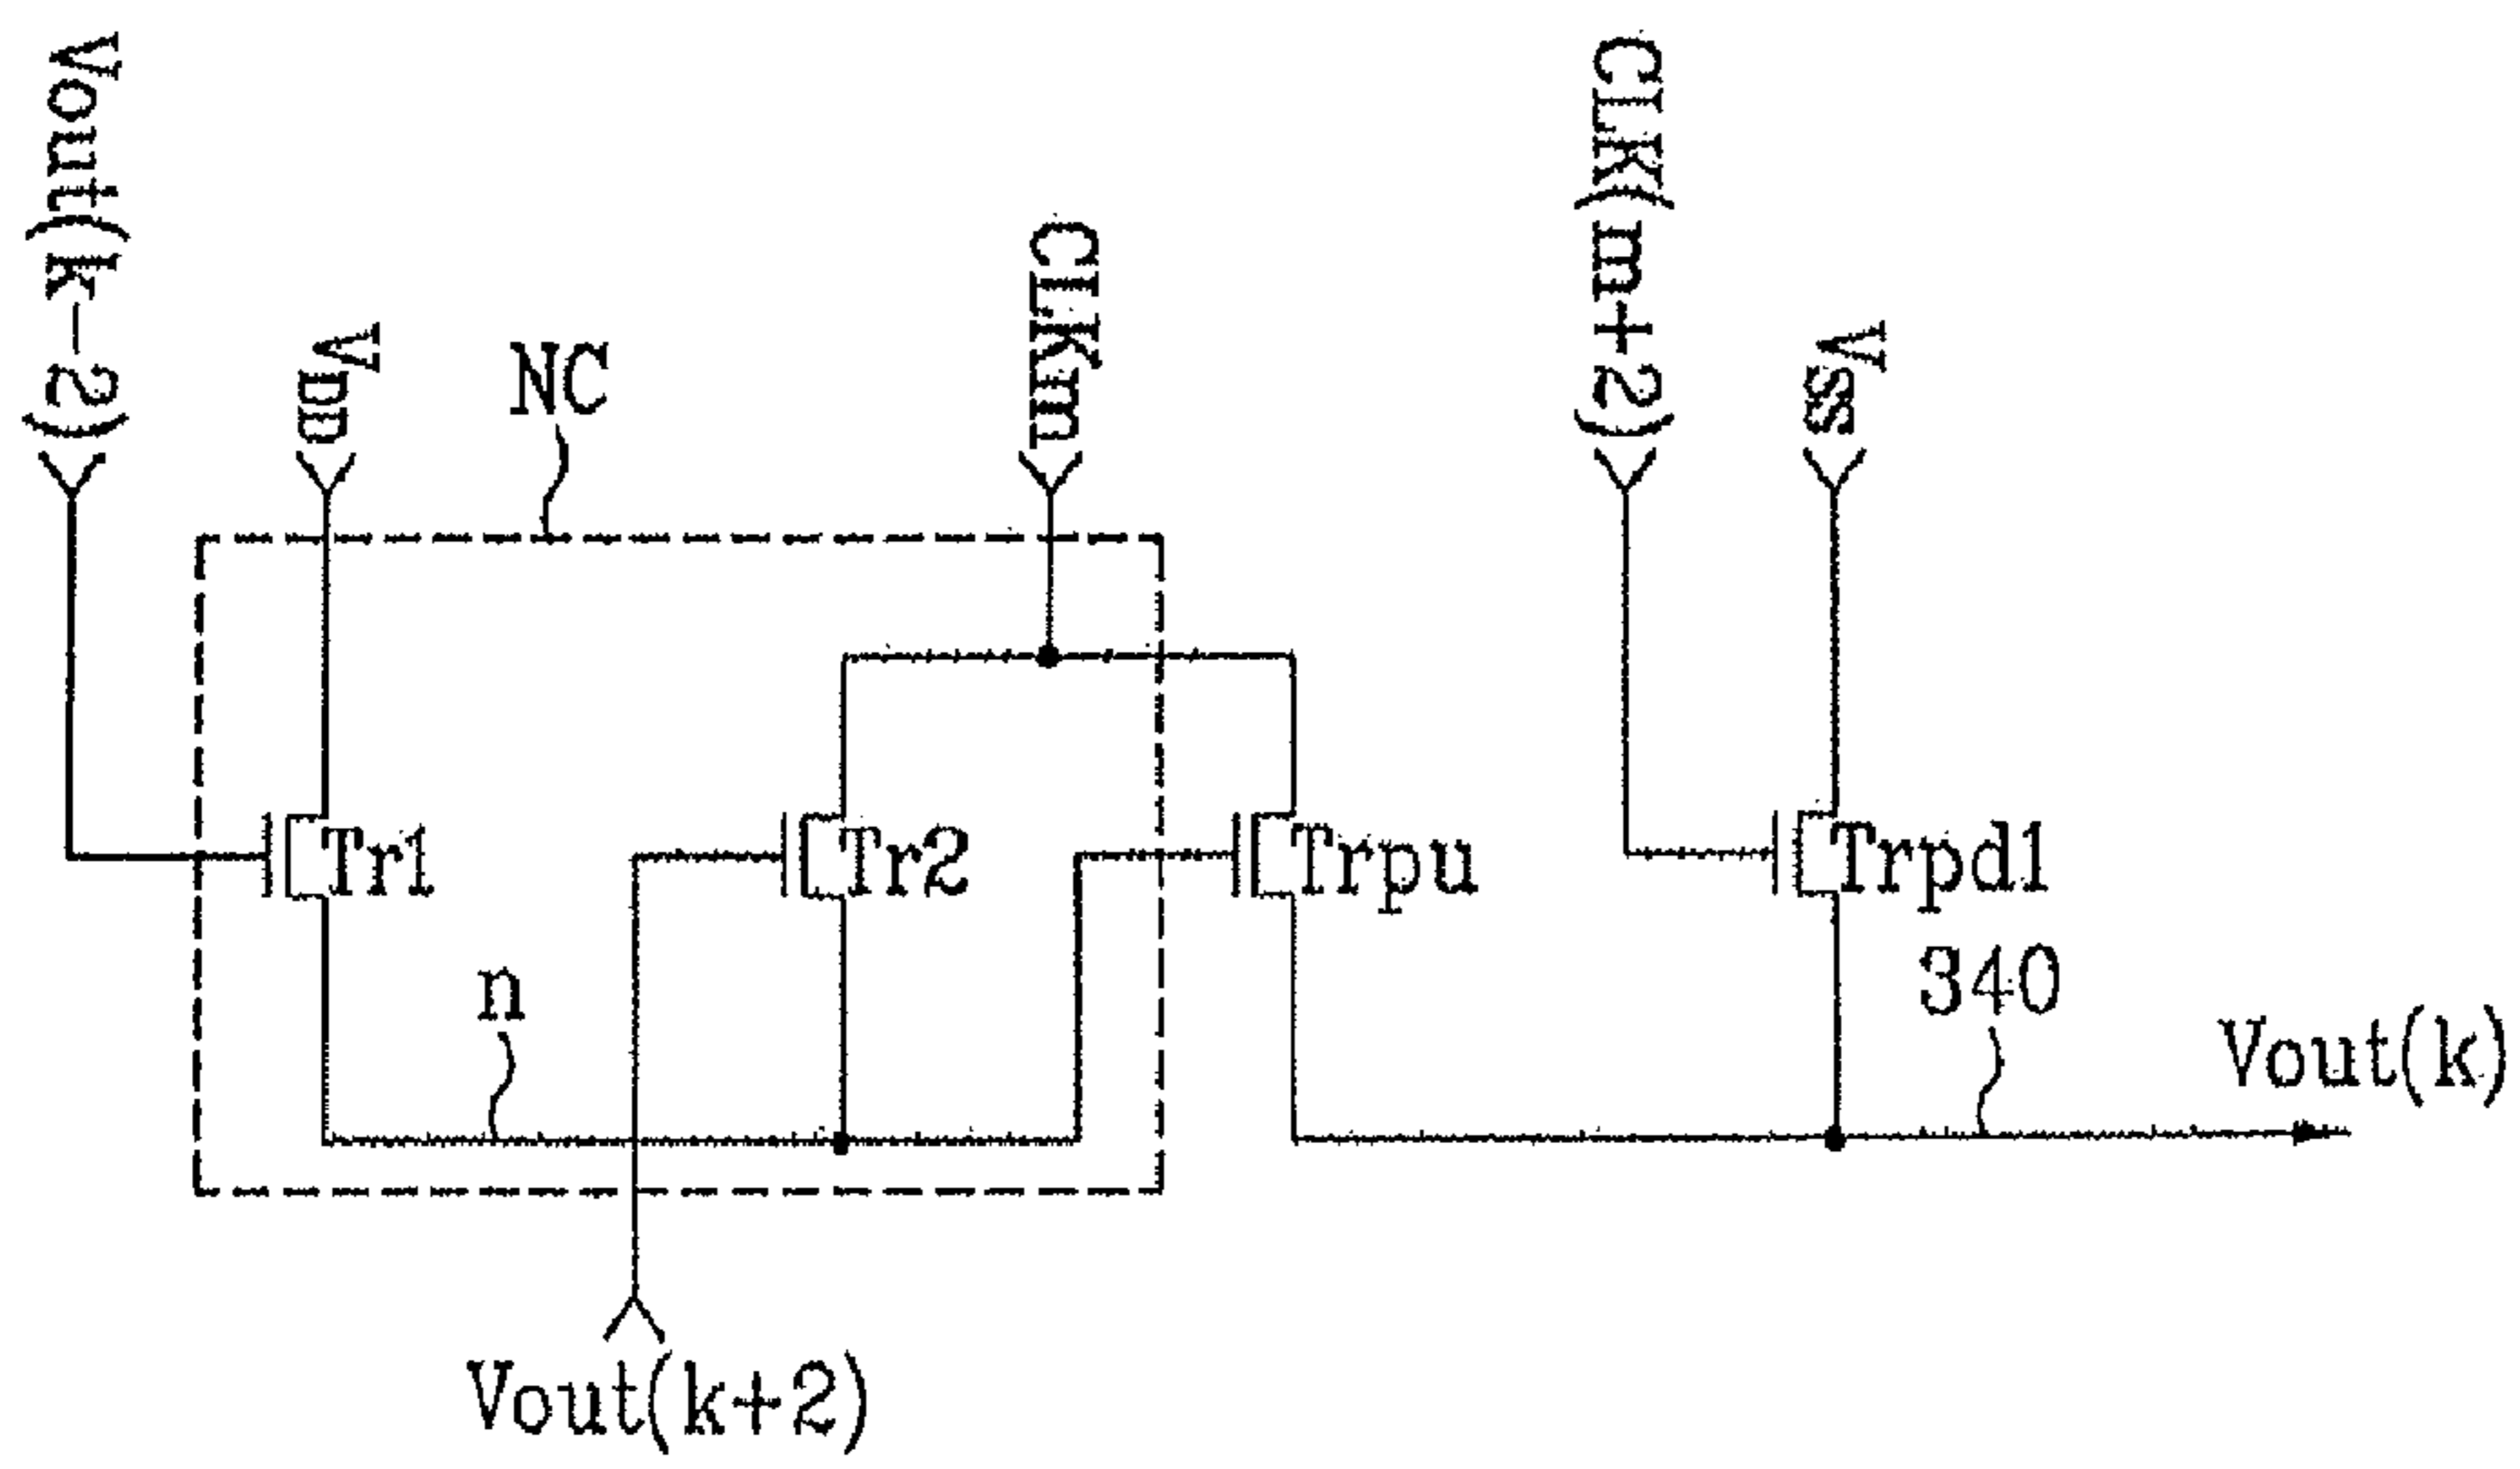 Vout(k-2)
VDD
NC
CLKm
CLK(m+2)
VSS
Tr1
Tr2
Trpu
Trpd1
n
340
Vout(k)
Vout(k+2)